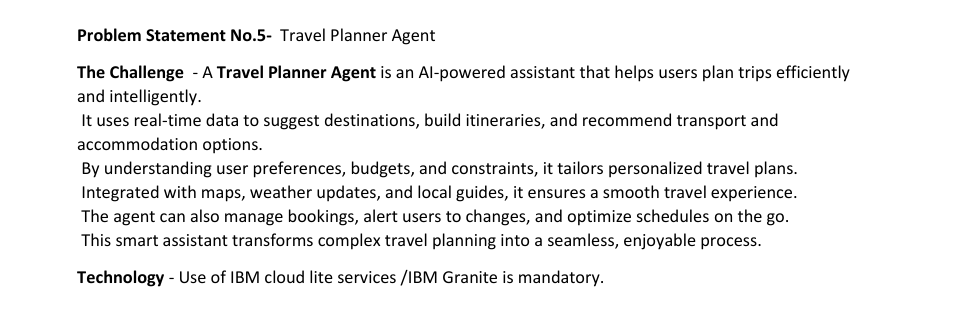 Problem Statement No.5-  Travel Planner Agent
The Challenge  - A Travel Planner Agent is an AI-powered assistant that helps users plan trips efficiently
and intelligently.
It uses real-time data to suggest destinations, build itineraries, and recommend transport and
accommodation options.
By understanding user preferences, budgets, and constraints, it tailors personalized travel plans.
Integrated with maps, weather updates, and local guides, it ensures a smooth travel experience.
The agent can also manage bookings, alert users to changes, and optimize schedules on the go.
This smart assistant transforms complex travel planning into a seamless, enjoyable process.
Technology - Use of IBM cloud lite services /IBM Granite is mandatory.